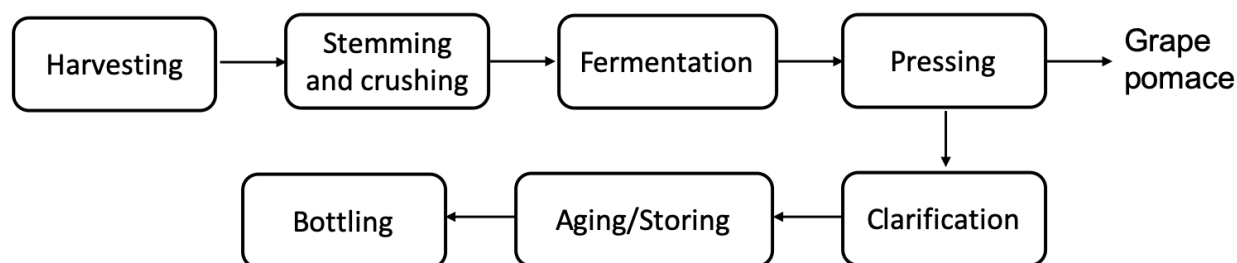 Harvesting
Stemming
and crushing
Fermentation
Pressing
Grape
pomace
Bottling
Aging/Storing
Clarification